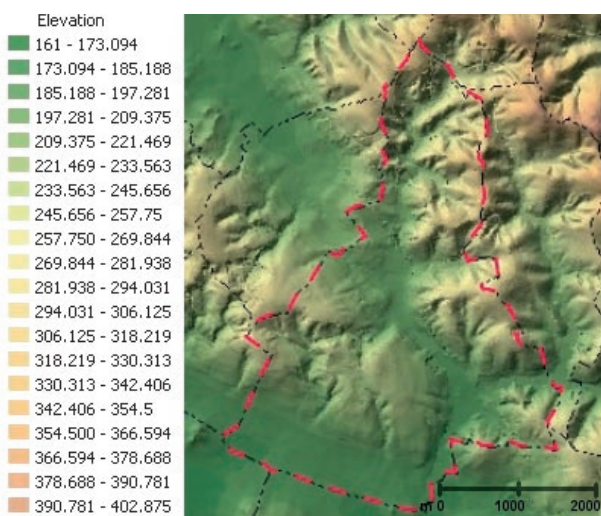 Elevation
161 - 173.094
173.094 - 185.188
185.188 - 197.281
197.281 - 209.375
209.375 - 221.469
221.469 - 233.563
233.563 - 245.656
245.656 - 257.75
257.750 - 269.844
269.844 - 281.938
281.938 - 294.031
294.031 - 306.125
306.125 - 318.219
318.219 - 330.313
330.313 - 342.406
342.406 - 354.5
354.500 - 366.594
366.594 - 378.688
378.688 - 390.781
390.781 - 402.875
m 0 1000 2000